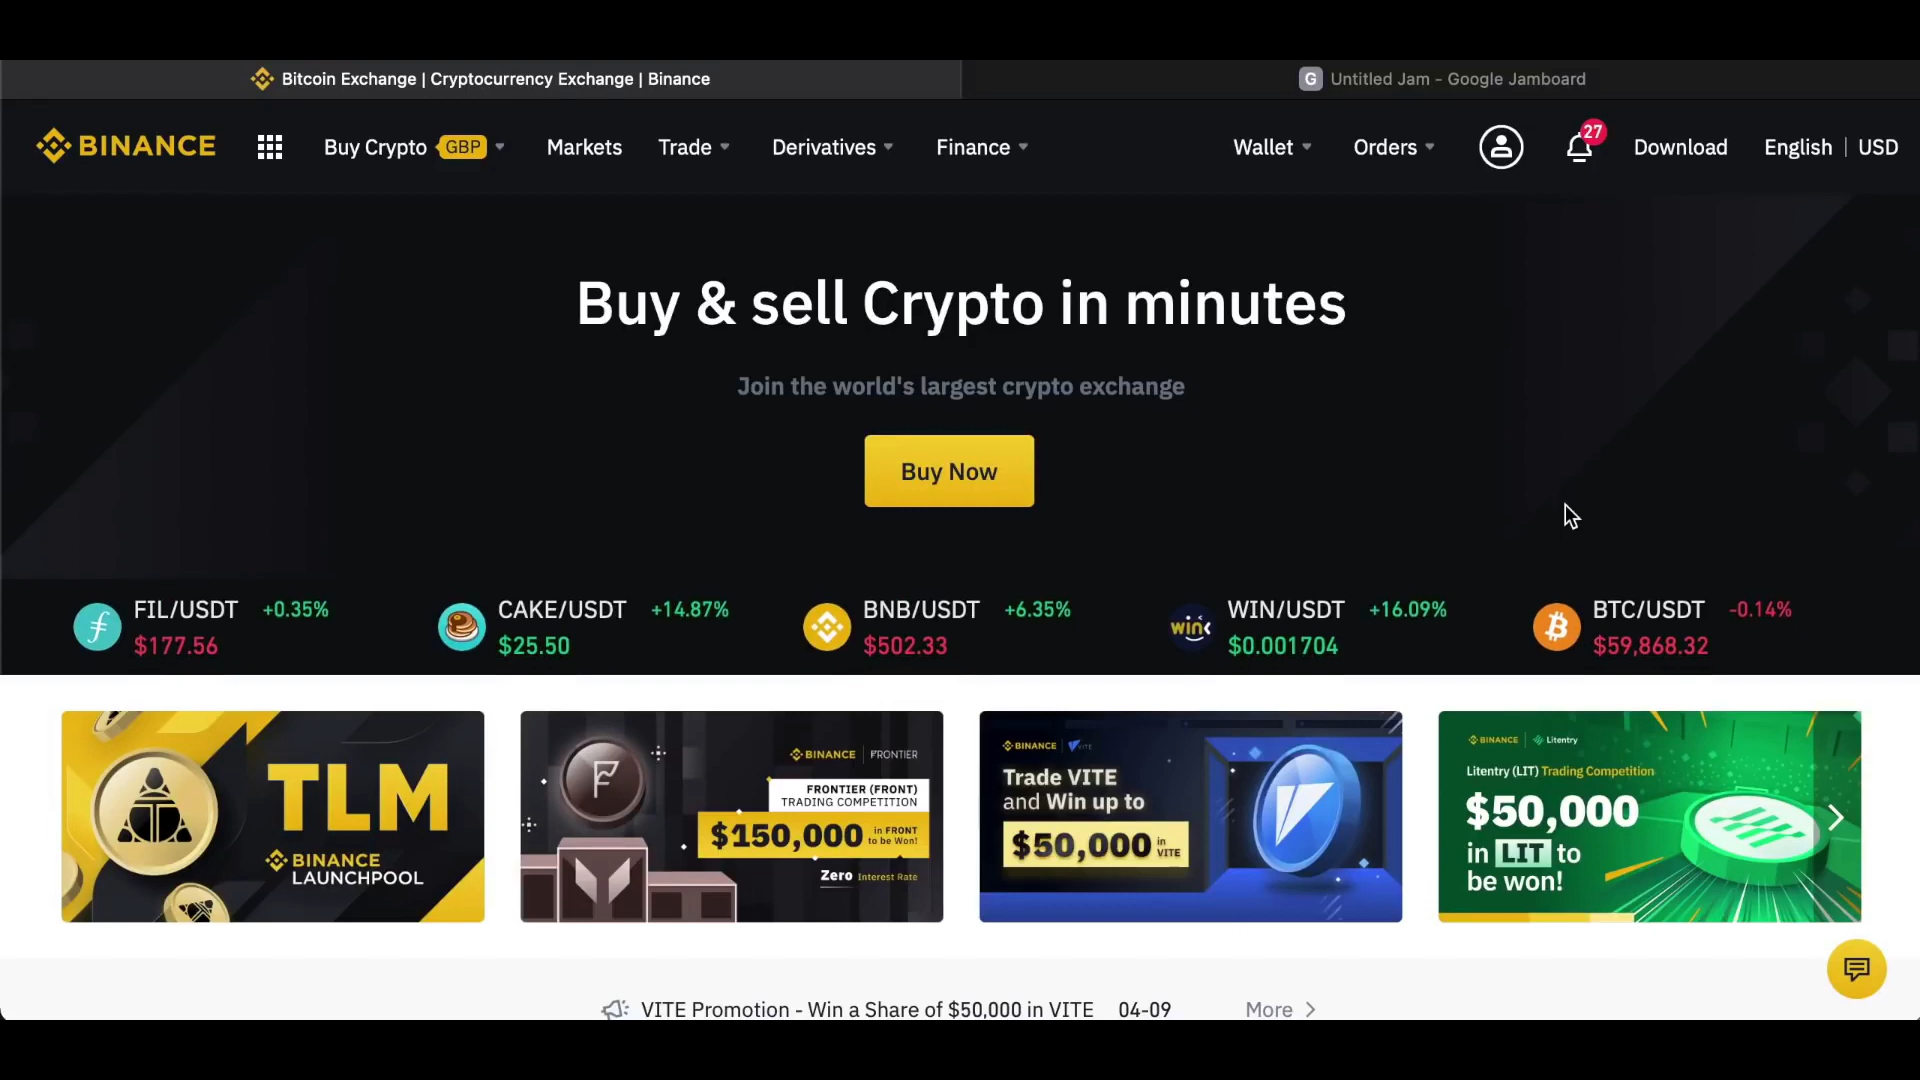 Bitcoin Exchange | Cryptocurrency Exchange | Binance
G Untitled Jam - Google Jamboard
BINANCE Buy Crypto GBP Markets Trade Derivatives Finance Wallet Orders 27 Download English | USD
Buy & sell Crypto in minutes
Join the world's largest crypto exchange
Buy Now
FIL/USDT +0.35%
$177.56
CAKE/USDT +14.87%
$25.50
BNB/USDT +6.35%
$502.33
WIN/USDT +16.09%
$0.001704
BTC/USDT -0.14%
$59,868.32
TLM
BINANCE
LAUNCHPOOL
BINANCE | FRONTIER
FRONTIER (FRONT)
TRADING COMPETITION
$150,000 in FRONT
to be Won!
Zero Interest Rate
BINANCE | VITE
Trade VITE
and Win up to
$50,000 in
VITE
BINANCE | Litentry
Litentry (LIT) Trading Competition
$50,000
in LIT to
be won!
VITE Promotion - Win a Share of $50,000 in VITE 04-09 More